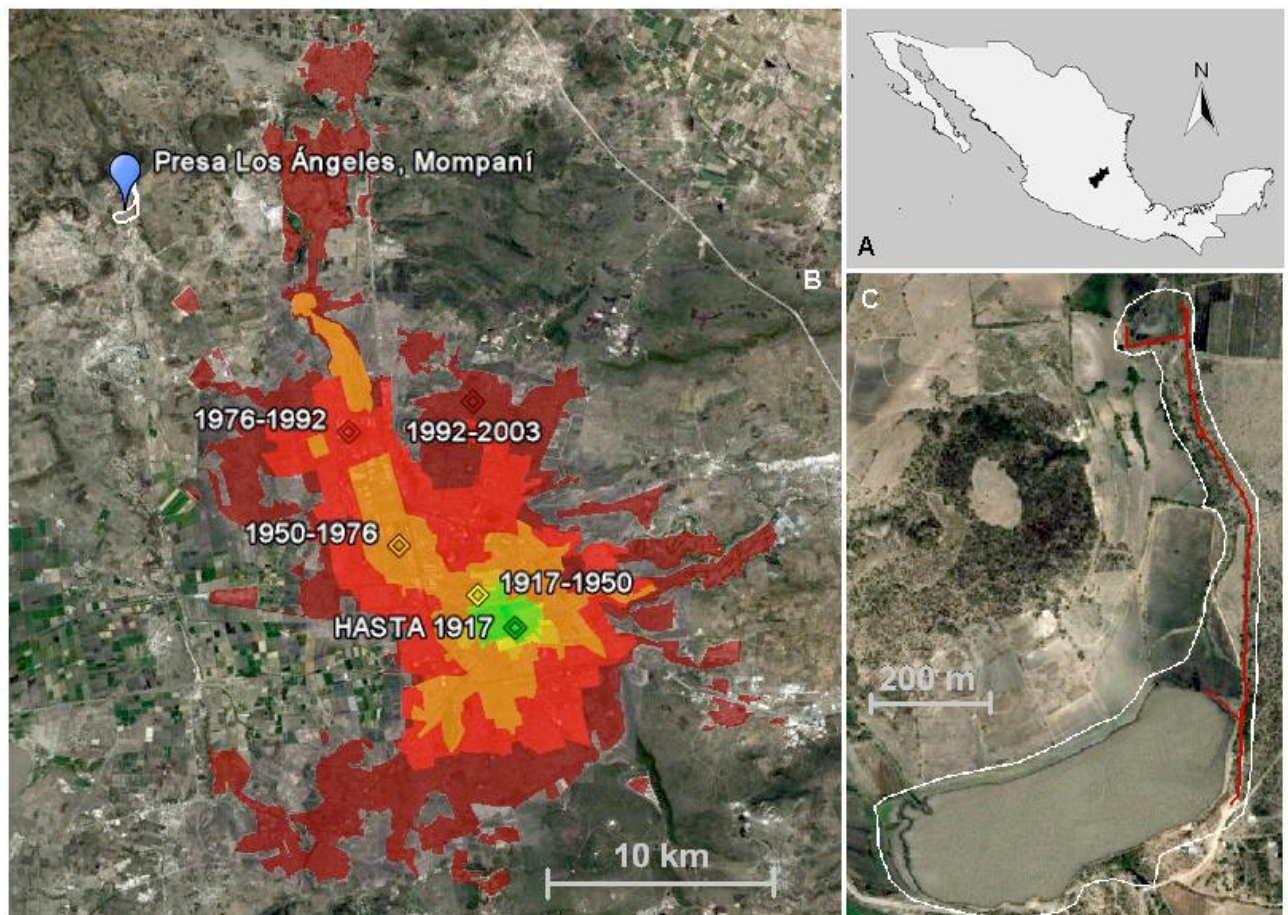 Presa Los Ángeles, Mompaní
B
1976-1992
1992-2003
1950-1976
1917-1950
HASTA 1917
10 km
N
A
C
200 m